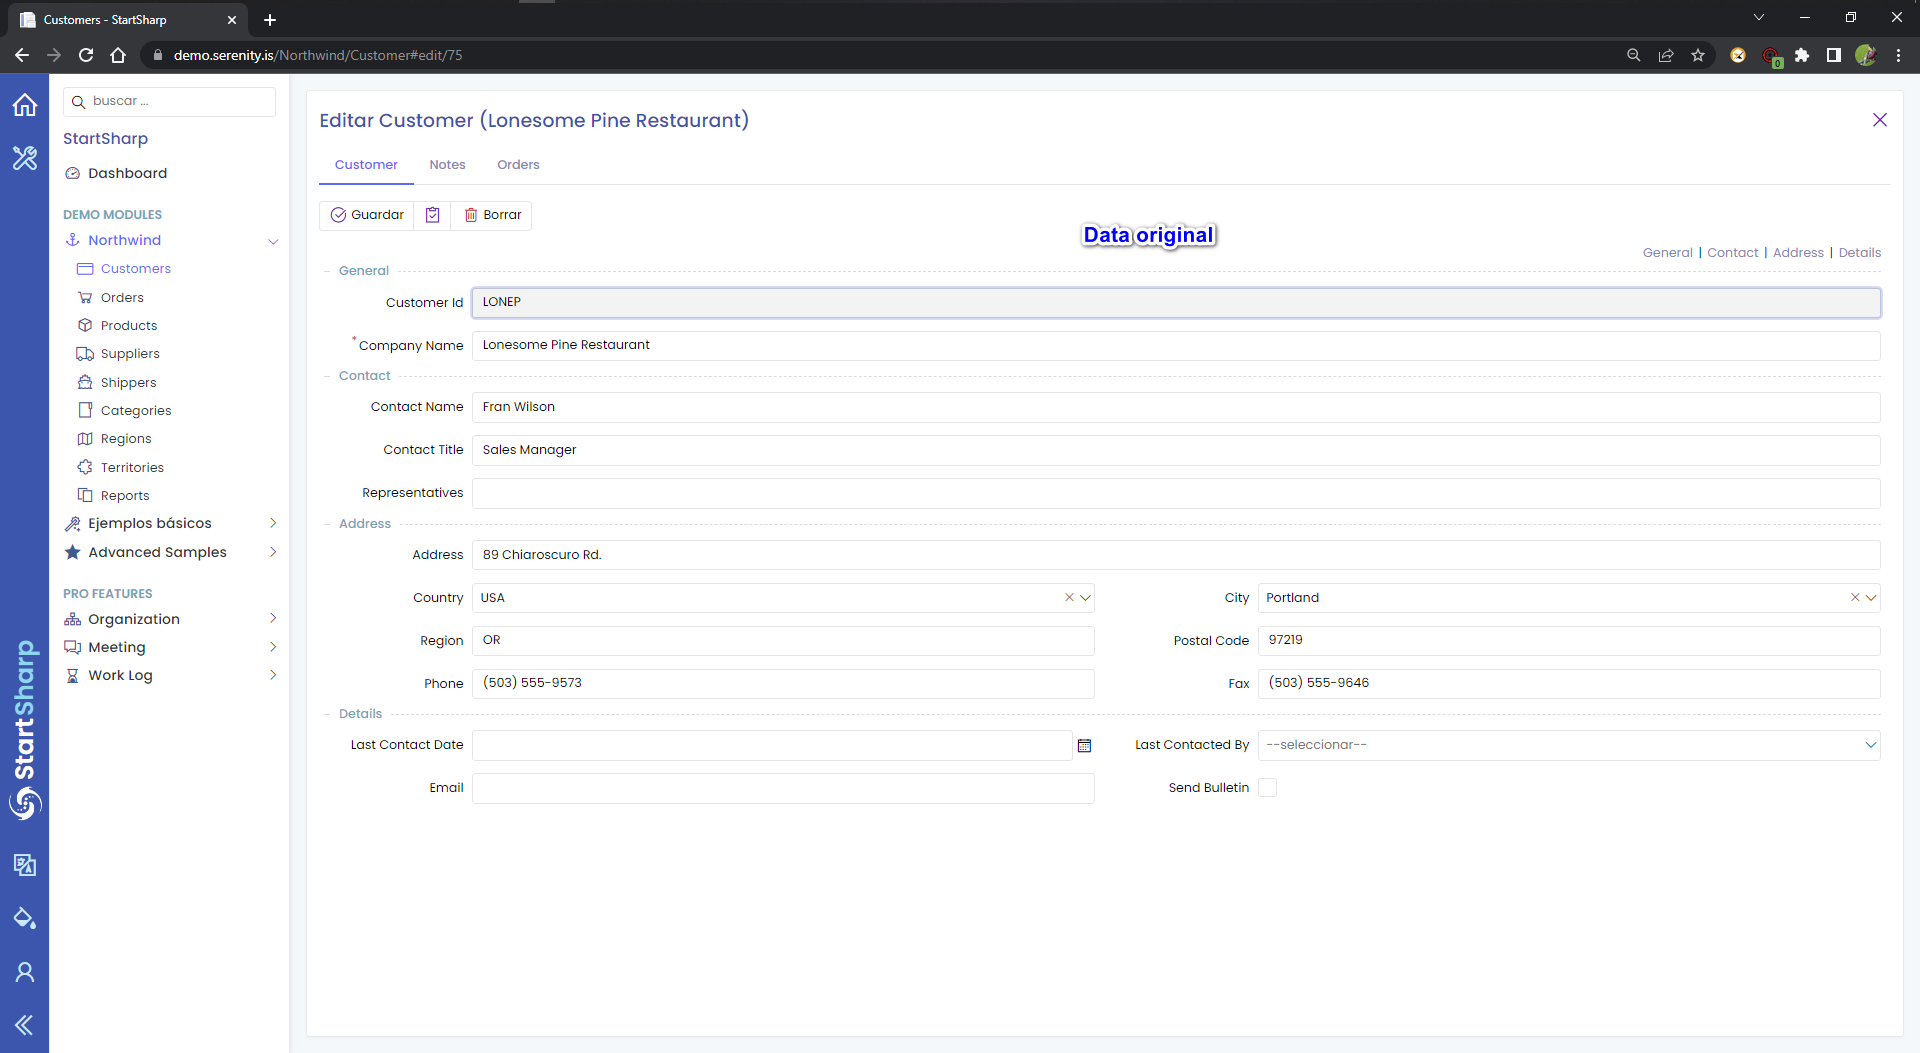 Customers - StartSharp
demo.serenity.is/Northwind/Customer#edit/75
0
buscar ...
StartSharp
Dashboard
DEMO MODULES
Northwind
Customers
Orders
Products
Suppliers
Shippers
Categories
Regions
Territories
Reports
Ejemplos básicos
Advanced Samples
PRO FEATURES
Organization
Meeting
Work Log
StartSharp
Editar Customer (Lonesome Pine Restaurant)
Customer Notes Orders
Guardar Borrar
Data original
General | Contact | Address | Details
General
Customer Id LONEP
* Company Name Lonesome Pine Restaurant
Contact
Contact Name Fran Wilson
Contact Title Sales Manager
Representatives
Address
Address 89 Chiaroscuro Rd.
Country USA City Portland
Region OR Postal Code 97219
Phone (503) 555-9573 Fax (503) 555-9646
Details
Last Contact Date Last Contacted By --seleccionar--
Email Send Bulletin